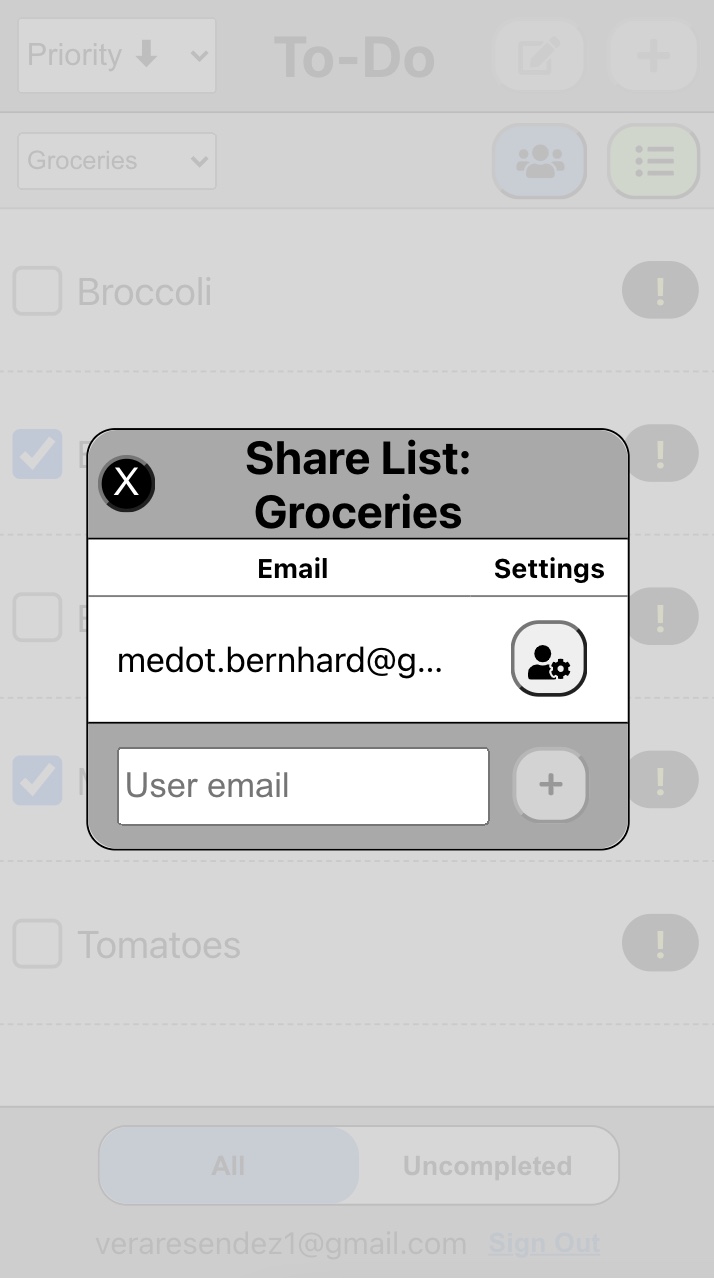 Priority
To-Do
Groceries
Broccoli
!
!
!
!
Tomatoes
!
X
Share List:
Groceries
Email Settings
medot.bernhard@g...
User email
+
All
Uncompleted
veraresendez1@gmail.com Sign Out